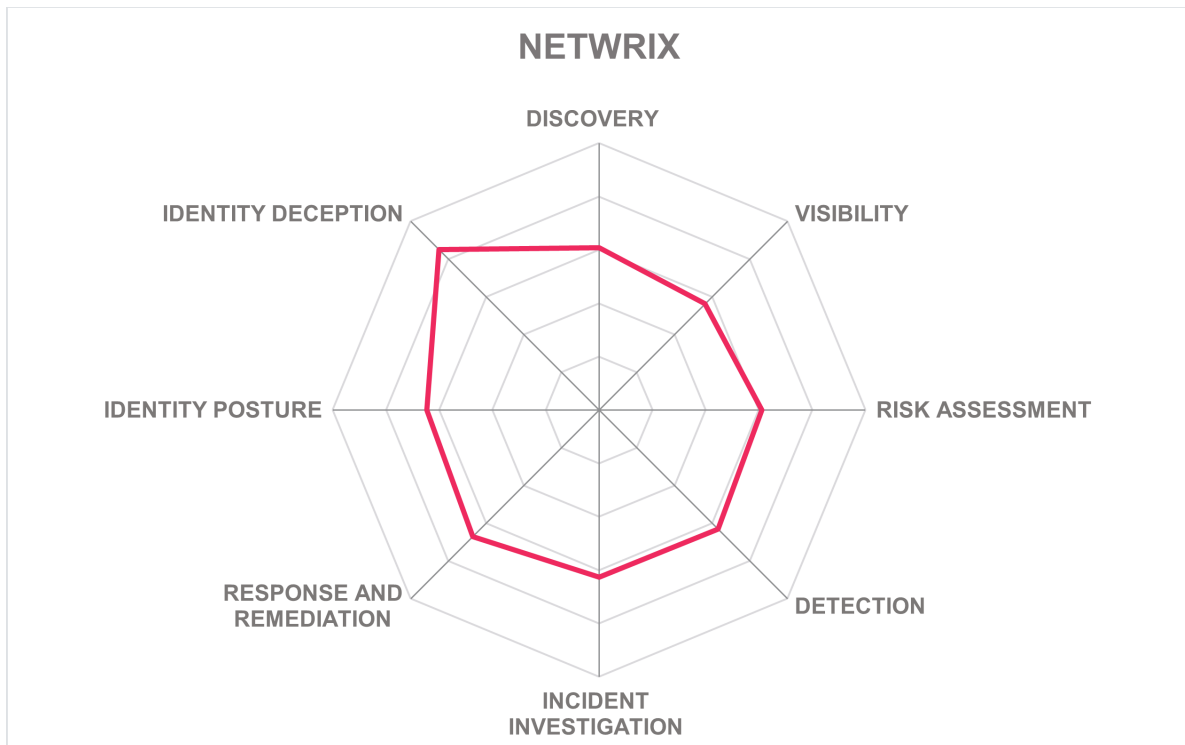 NETWRIX
DISCOVERY
IDENTITY DECEPTION
VISIBILITY
IDENTITY POSTURE
RISK ASSESSMENT
RESPONSE AND
REMEDIATION
DETECTION
INCIDENT
INVESTIGATION